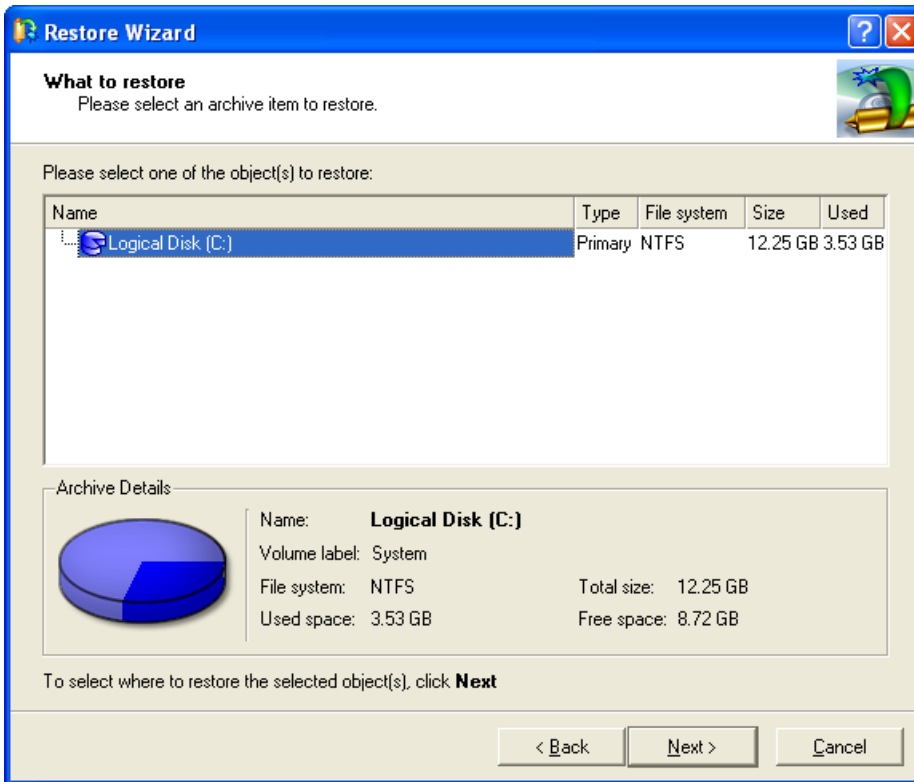 Restore Wizard
What to restore
Please select an archive item to restore.
Please select one of the object(s) to restore:
Name Type File system Size Used
Logical Disk (C:) Primary NTFS 12.25 GB 3.53 GB
Archive Details
Name: Logical Disk (C:)
Volume label: System
File system: NTFS Total size: 12.25 GB
Used space: 3.53 GB Free space: 8.72 GB
To select where to restore the selected object(s), click Next
< Back Next > Cancel